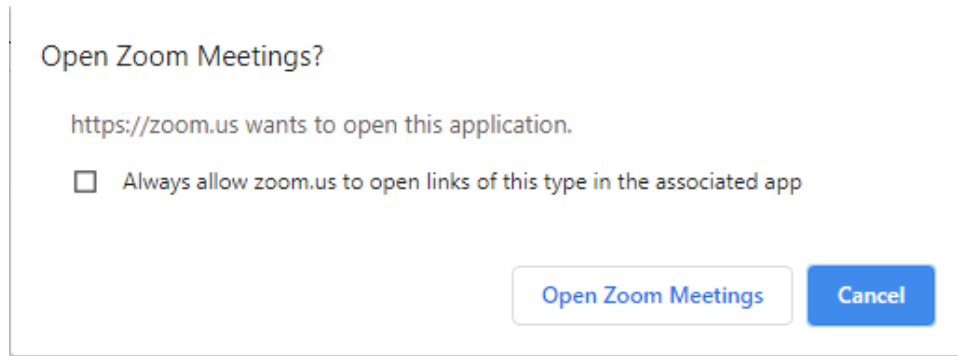 Open Zoom Meetings?
https://zoom.us wants to open this application.
Always allow zoom.us to open links of this type in the associated app
Open Zoom Meetings
Cancel